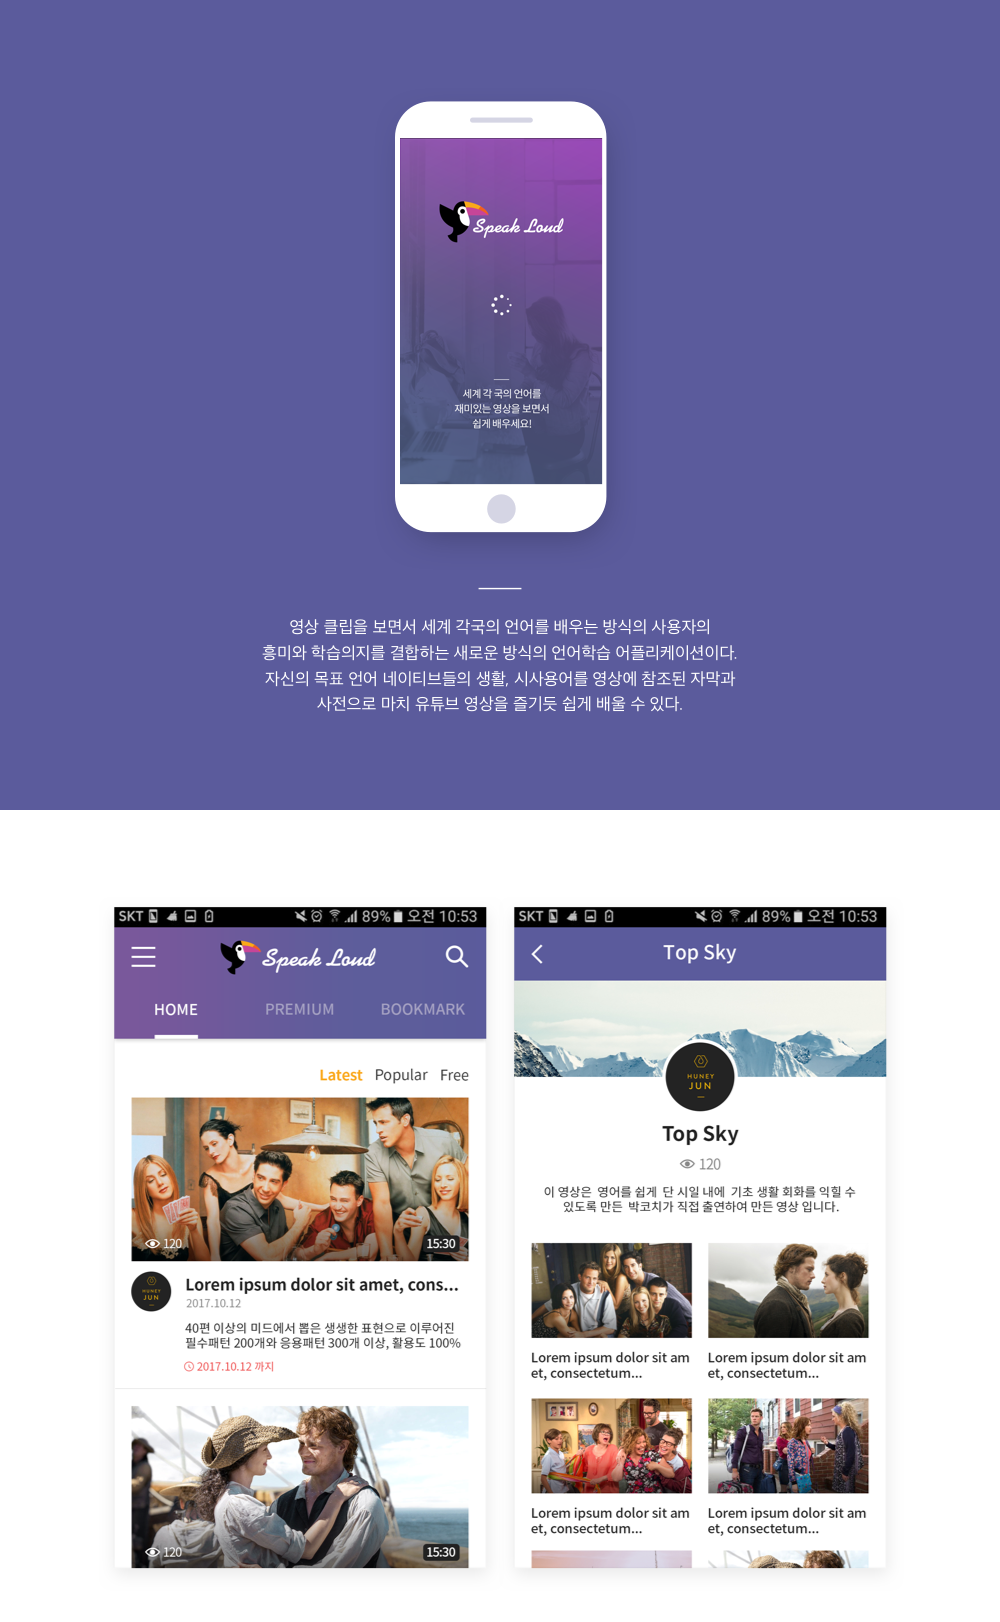 Speak Loud
세계 각 국의 언어를
재미있는 영상을 보면서
쉽게 배우세요!
영상 클립을 보면서 세계 각국의 언어를 배우는 방식의 사용자의
흥미와 학습의지를 결합하는 새로운 방식의 언어학습 어플리케이션이다.
자신의 목표 언어 네이티브들의 생활, 시사용어를 영상에 참조된 자막과
사전으로 마치 유튜브 영상을 즐기듯 쉽게 배울 수 있다.
SKT 89% 오전 10:53
Speak Loud
HOME PREMIUM BOOKMARK
Latest Popular Free
120 15:30
HUNEY
JUN
Lorem ipsum dolor sit amet, cons...
2017.10.12
40편 이상의 미드에서 뽑은 생생한 표현으로 이루어진
필수패턴 200개와 응용패턴 300개 이상, 활용도 100%
2017.10.12 까지
120 15:30
SKT 89% 오전 10:53
Top Sky
HUNEY
JUN
Top Sky
120
이 영상은 영어를 쉽게 단 시일 내에 기초 생활 회화를 익힐 수
있도록 만든 박코치가 직접 출연하여 만든 영상 입니다.
Lorem ipsum dolor sit am
et, consectetum...
Lorem ipsum dolor sit am
et, consectetum...
Lorem ipsum dolor sit am
et, consectetum...
Lorem ipsum dolor sit am
et, consectetum...